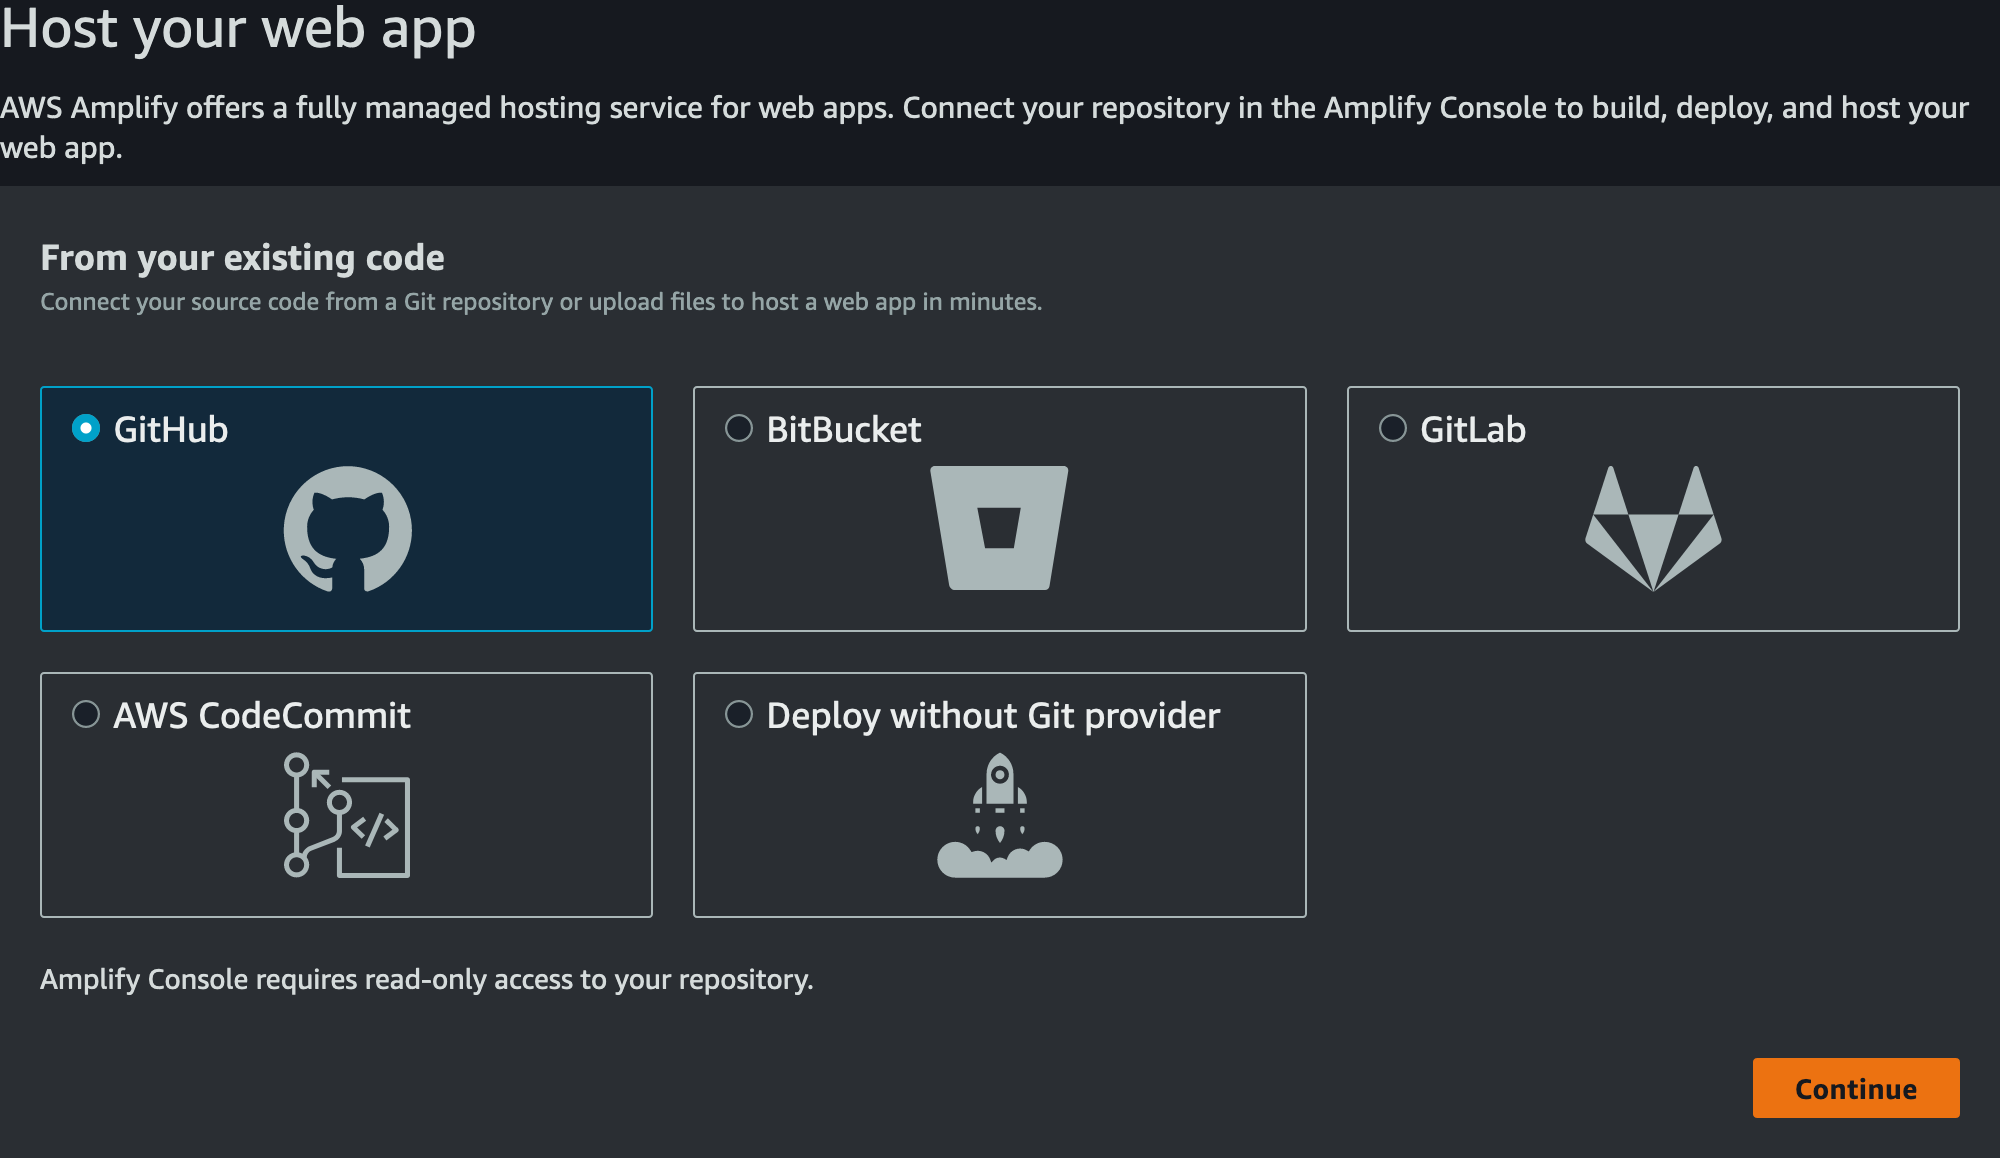 Host your web app
AWS Amplify offers a fully managed hosting service for web apps. Connect your repository in the Amplify Console to build, deploy, and host your
web app.
From your existing code
Connect your source code from a Git repository or upload files to host a web app in minutes.
GitHub
BitBucket
GitLab
AWS CodeCommit
</>
Deploy without Git provider
Amplify Console requires read-only access to your repository.
Continue